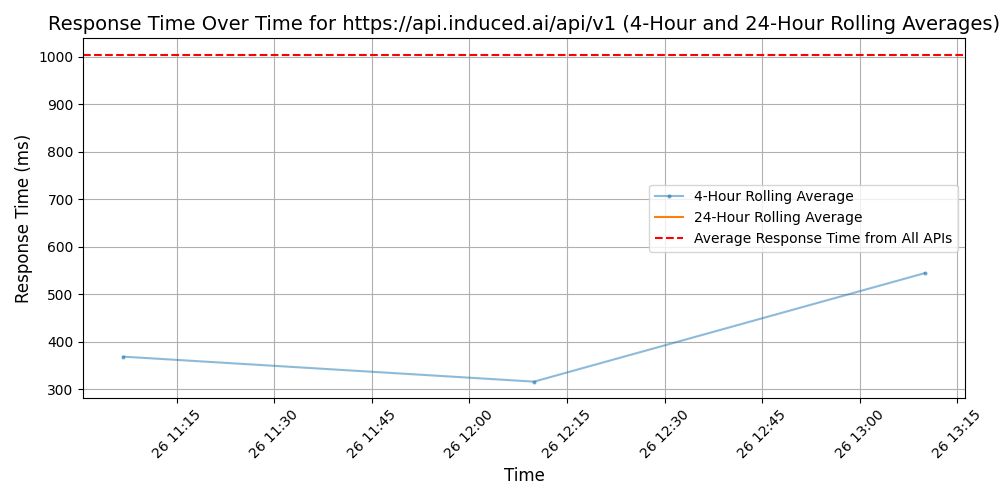 Response Time Over Time for https://api.induced.ai/api/v1 (4-Hour and 24-Hour Rolling Averages)
Response Time (ms)
1000
900
800
700
600
500
400
300
4-Hour Rolling Average
24-Hour Rolling Average
Average Response Time from All APIs
26 11:15
26 11:30
26 11:45
26 12:00
26 12:15
26 12:30
26 12:45
26 13:00
26 13:15
Time